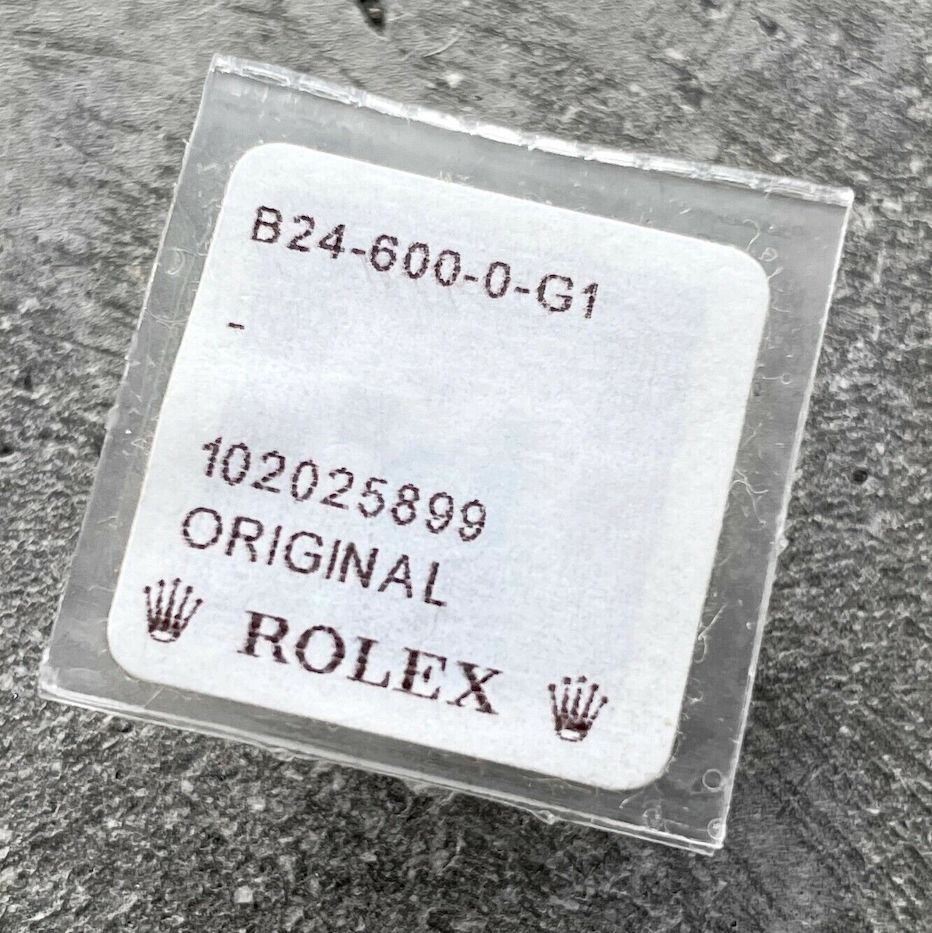 B24-600-0-G1
-
102025899
ORIGINAL
ROLEX